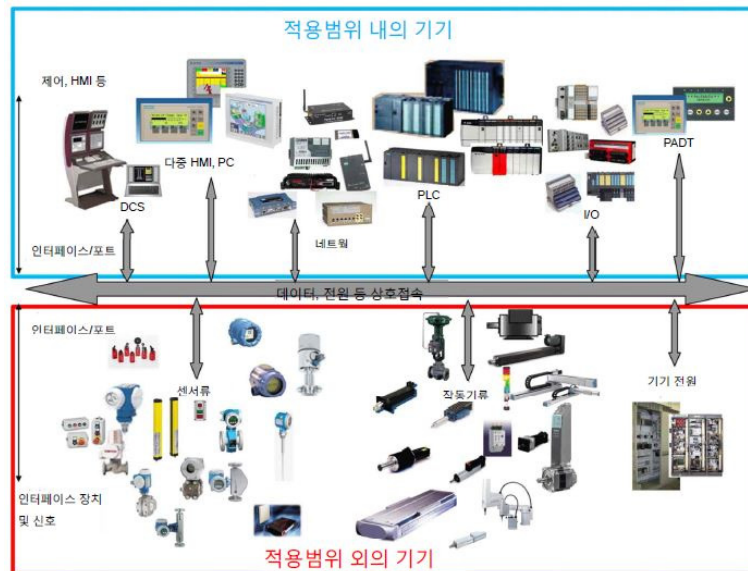 적용범위 내의 기기
제어, HMI 등
다중 HMI, PC
DCS
네트웍
PLC
I/O
PADT
인터페이스/포트
데이터, 전원 등 상호접속
인터페이스/포트
센서류
작동기류
기기 전원
인터페이스 장치
및 신호
적용범위 외의 기기